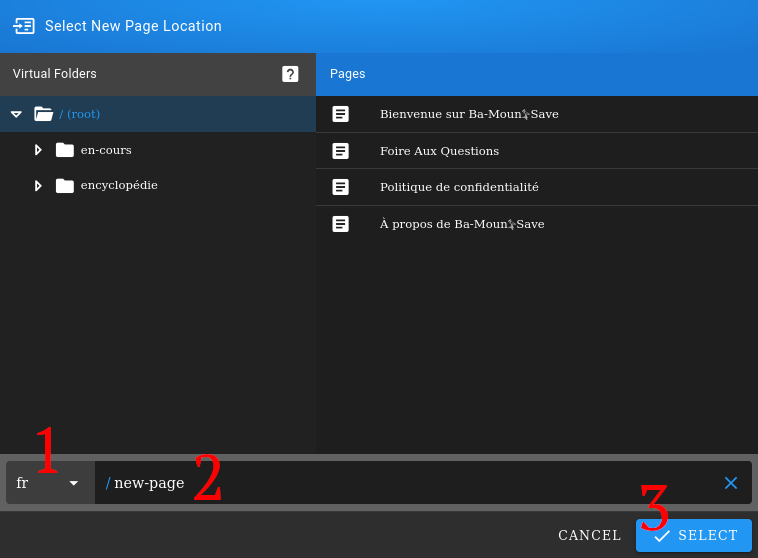 Select New Page Location
Virtual Folders
Pages
/ (root)
en-cours
encyclopédie
Bienvenue sur Ba-Moun⚕Save
Foire Aux Questions
Politique de confidentialité
À propos de Ba-Moun⚕Save
1
2
fr
/ new-page
3
CANCEL
SELECT